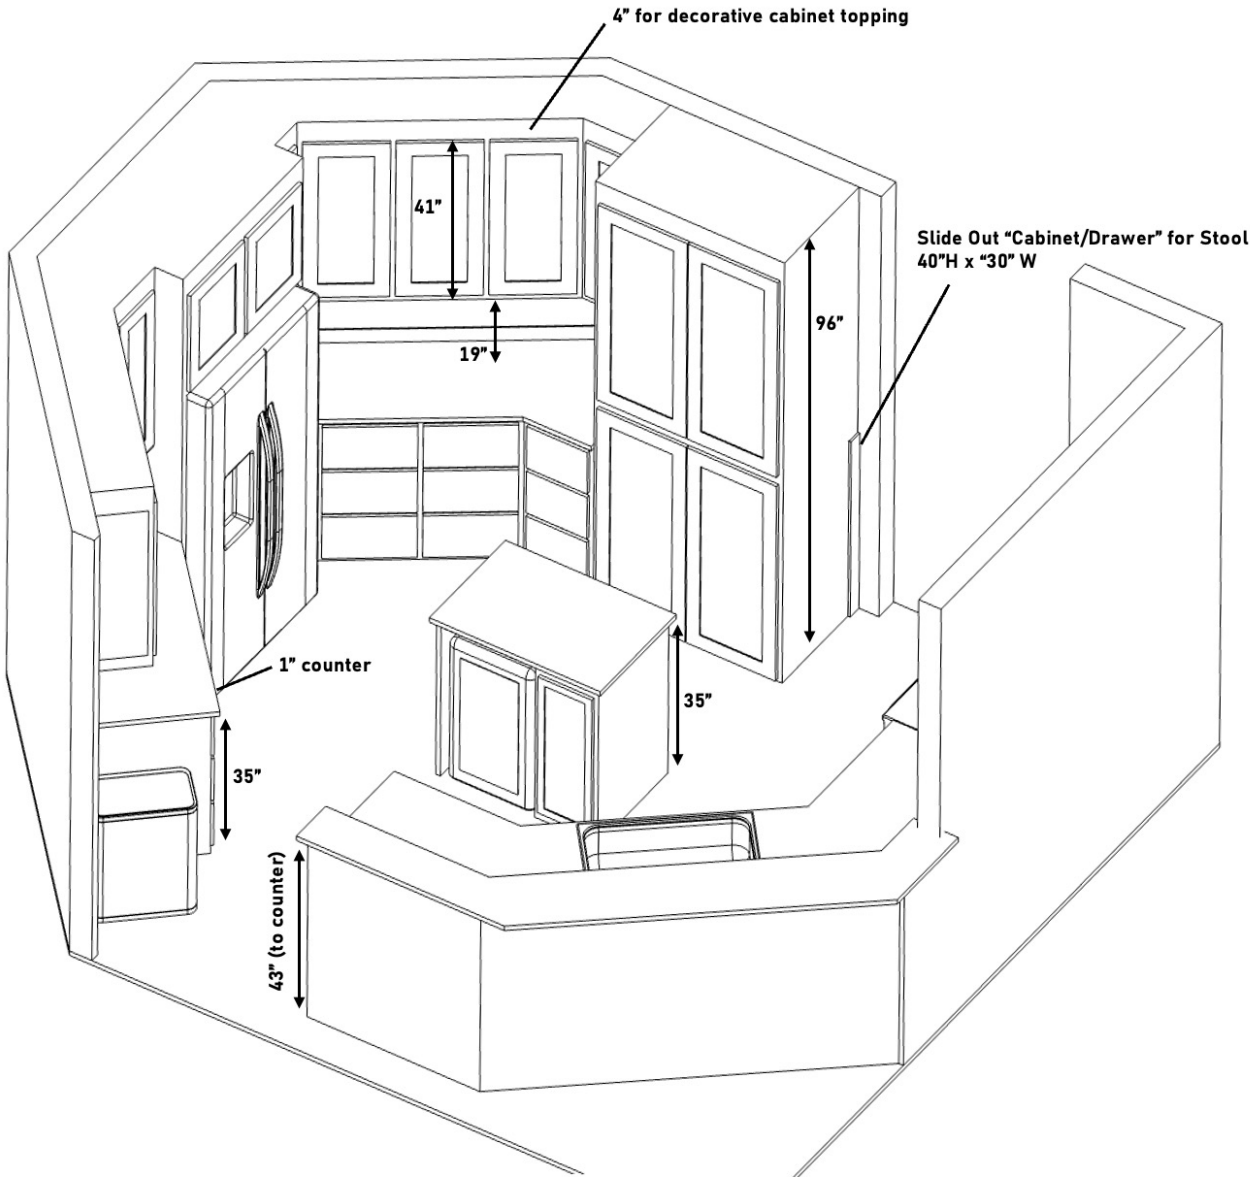 4” for decorative cabinet topping
41”
Slide Out “Cabinet/Drawer” for Stool
40”H x “30” W
96”
19”
1” counter
35”
35”
43” (to counter)